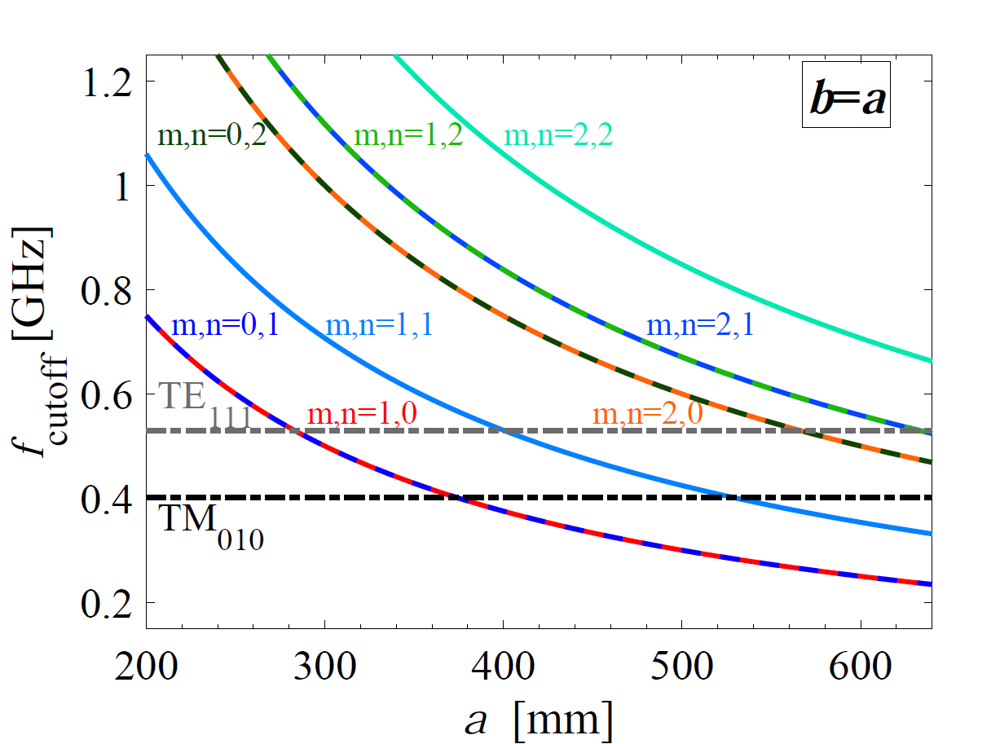 b=a
1.2
m,n=0,2
m,n=1,2
m,n=2,2
1
0.8
m,n=0,1
m,n=1,1
m,n=2,1
0.6
TE111
m,n=1,0
m,n=2,0
0.4
TM010
0.2
fcutoff [GHz]
200
300
400
500
600
a [mm]